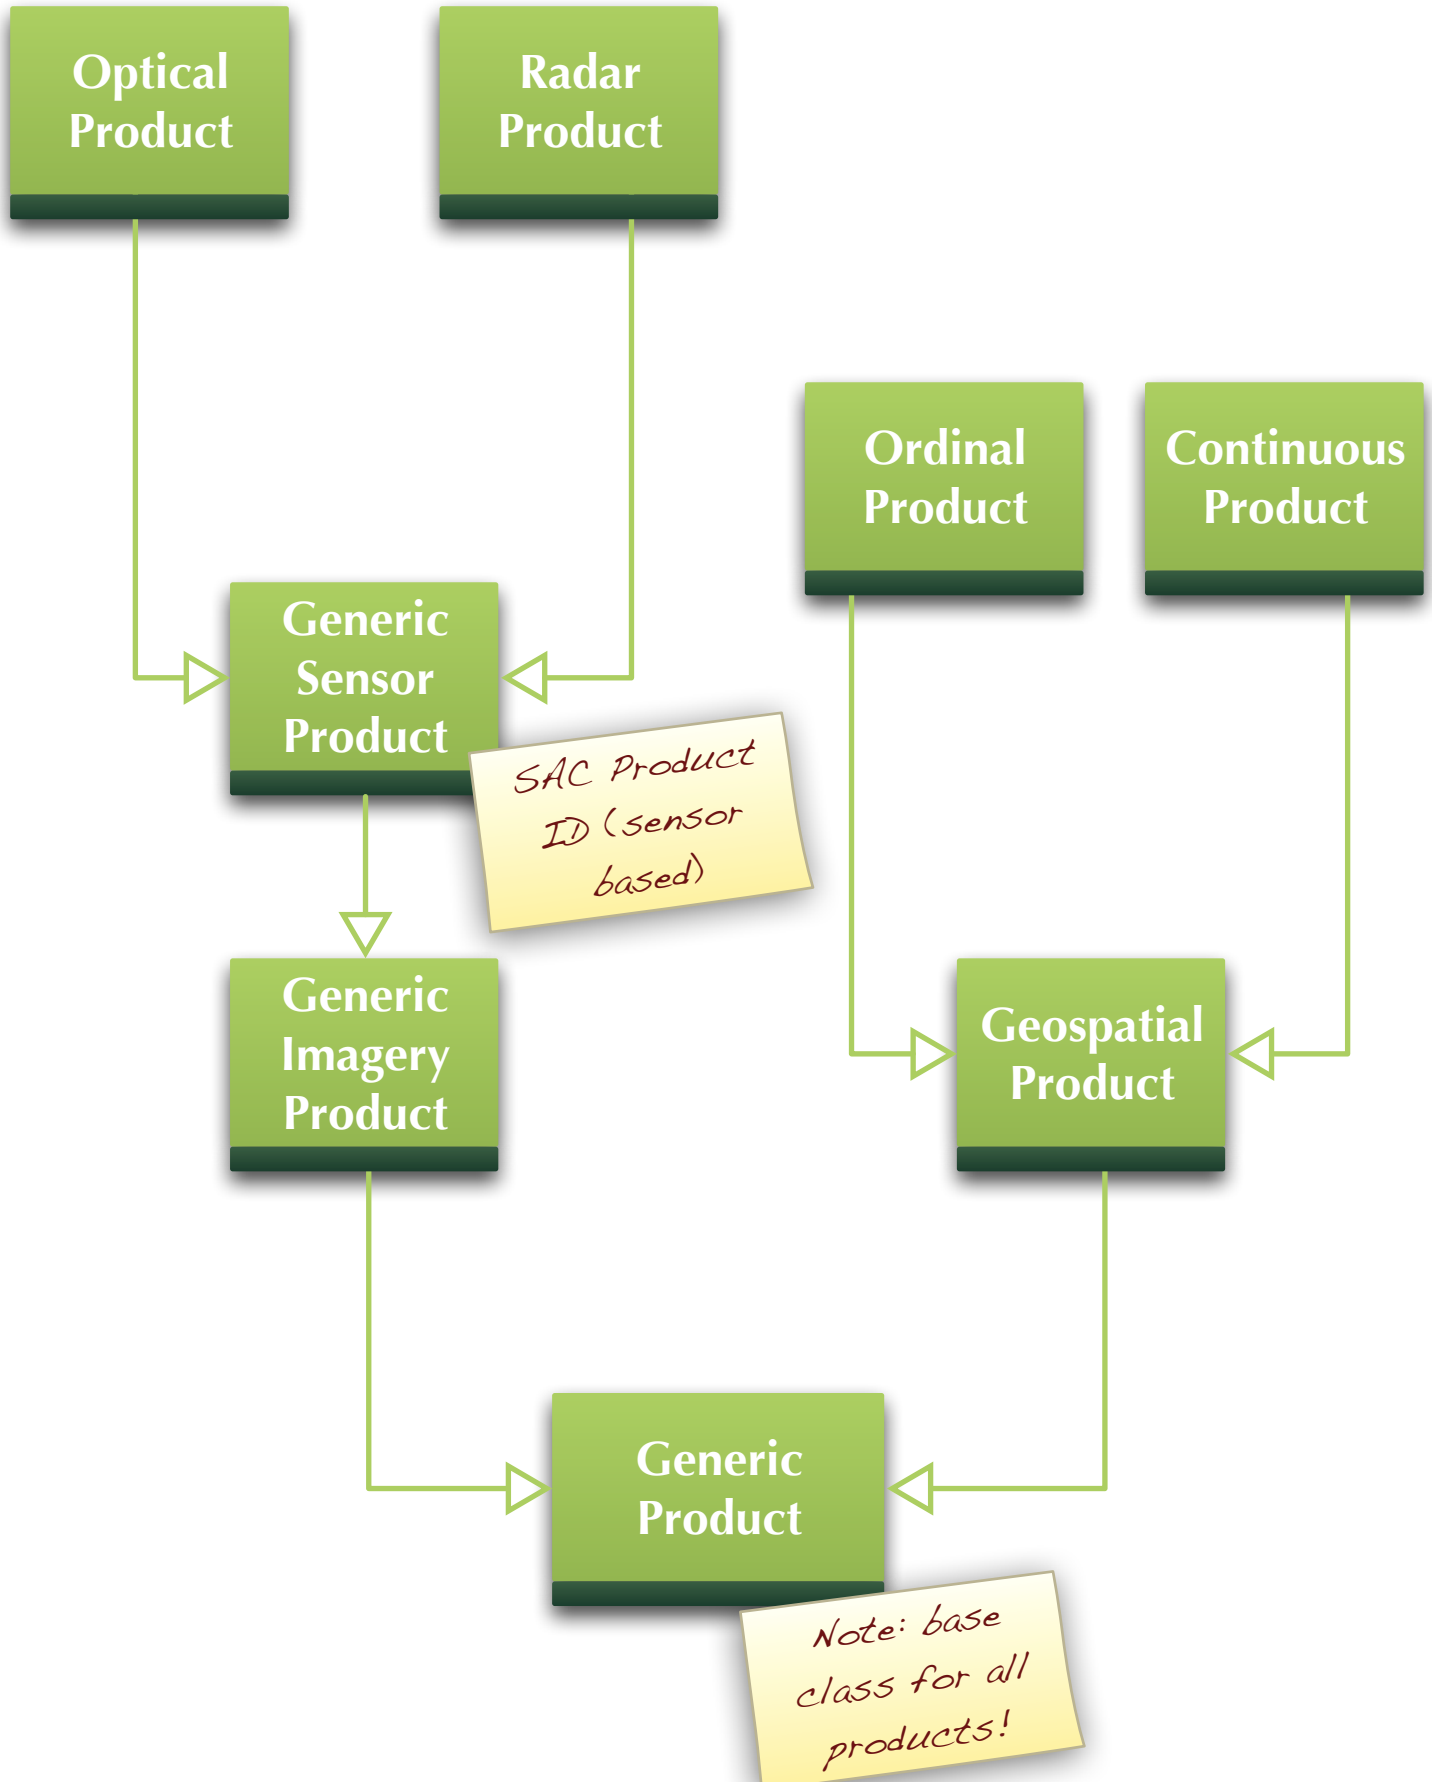 Optical
Product
Radar
Product
Ordinal
Product
Continuous
Product
Generic
Sensor
Product
SAC Product
ID (sensor
based)
Generic
Imagery
Product
Geospatial
Product
Generic
Product
Note: base
class for all
products!